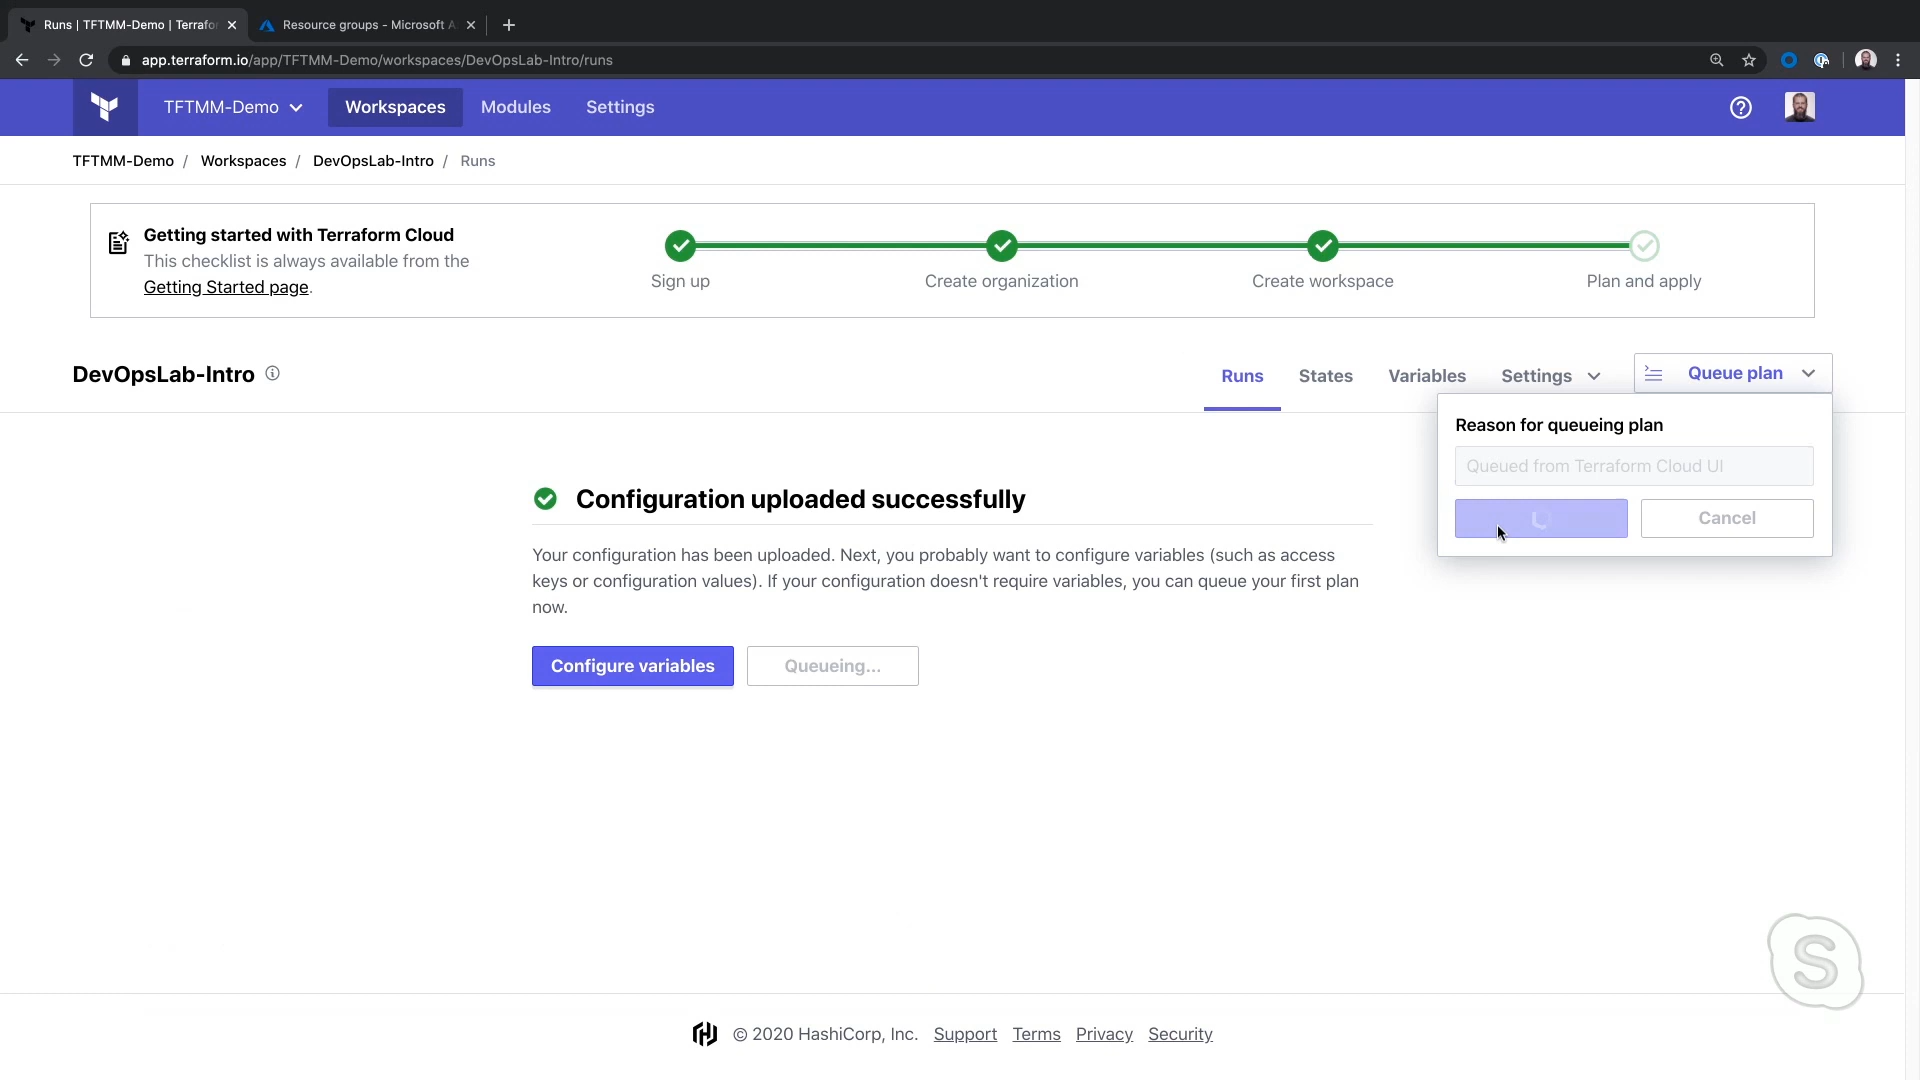 Runs | TFTMM-Demo | Terrafo
Resource groups - Microsoft A
app.terraform.io/app/TFTMM-Demo/workspaces/DevOpsLab-Intro/runs
TFTMM-Demo
Workspaces
Modules
Settings
TFTMM-Demo / Workspaces / DevOpsLab-Intro / Runs
Getting started with Terraform Cloud
This checklist is always available from the
Getting Started page.
Sign up
Create organization
Create workspace
Plan and apply
DevOpsLab-Intro
Runs
States
Variables
Settings
Queue plan
Reason for queueing plan
Queued from Terraform Cloud UI
Cancel
Configuration uploaded successfully
Your configuration has been uploaded. Next, you probably want to configure variables (such as access
keys or configuration values). If your configuration doesn't require variables, you can queue your first plan
now.
Configure variables
Queueing...
S
© 2020 HashiCorp, Inc. Support Terms Privacy Security